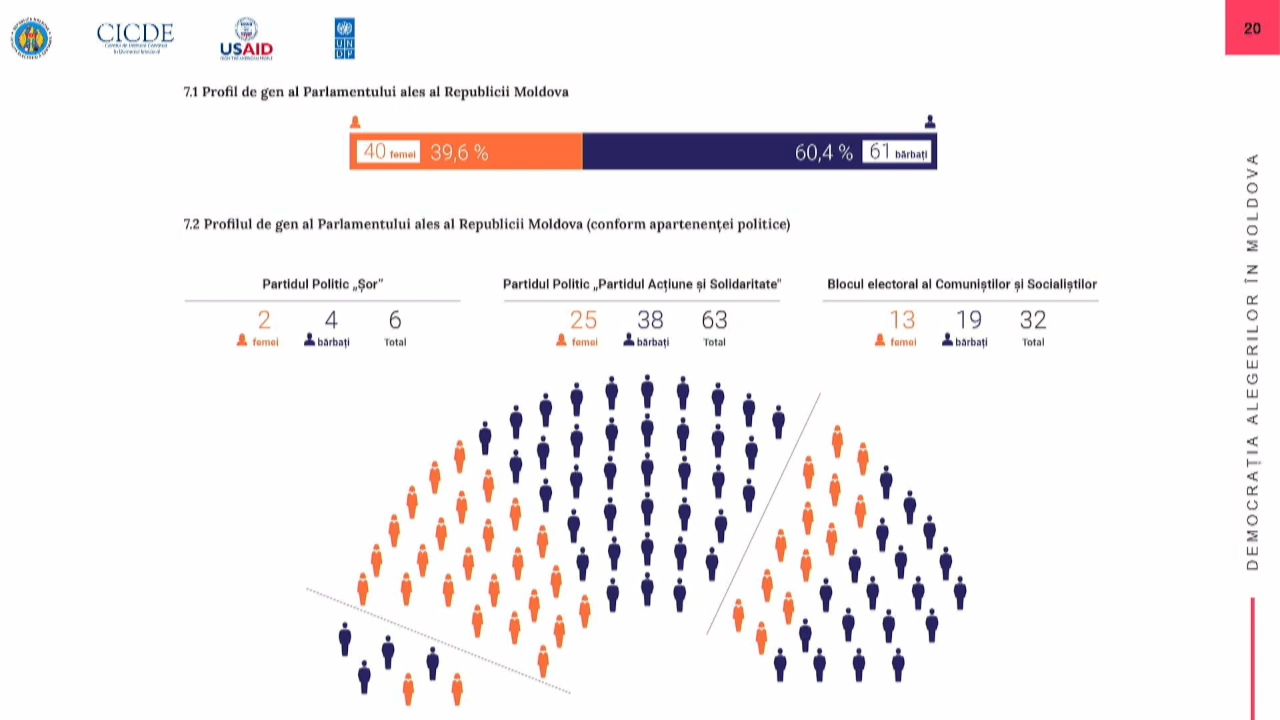 CICDE
USAID
UN
DP
20
7.1 Profil de gen al Parlamentului ales al Republicii Moldova
40 femei 39,6 % 60,4 % 61 bărbați
7.2 Profilul de gen al Parlamentului ales al Republicii Moldova (conform apartenenței politice)
Partidul Politic „Șor” Partidul Politic „Partidul Acțiune și Solidaritate" Blocul electoral al Comuniștilor și Socialiștilor
2 4 6 25 38 63 13 19 32
femei bărbați Total femei bărbați Total femei bărbați Total
DEMOCRAȚIA ALEGERILOR ÎN MOLDOVA